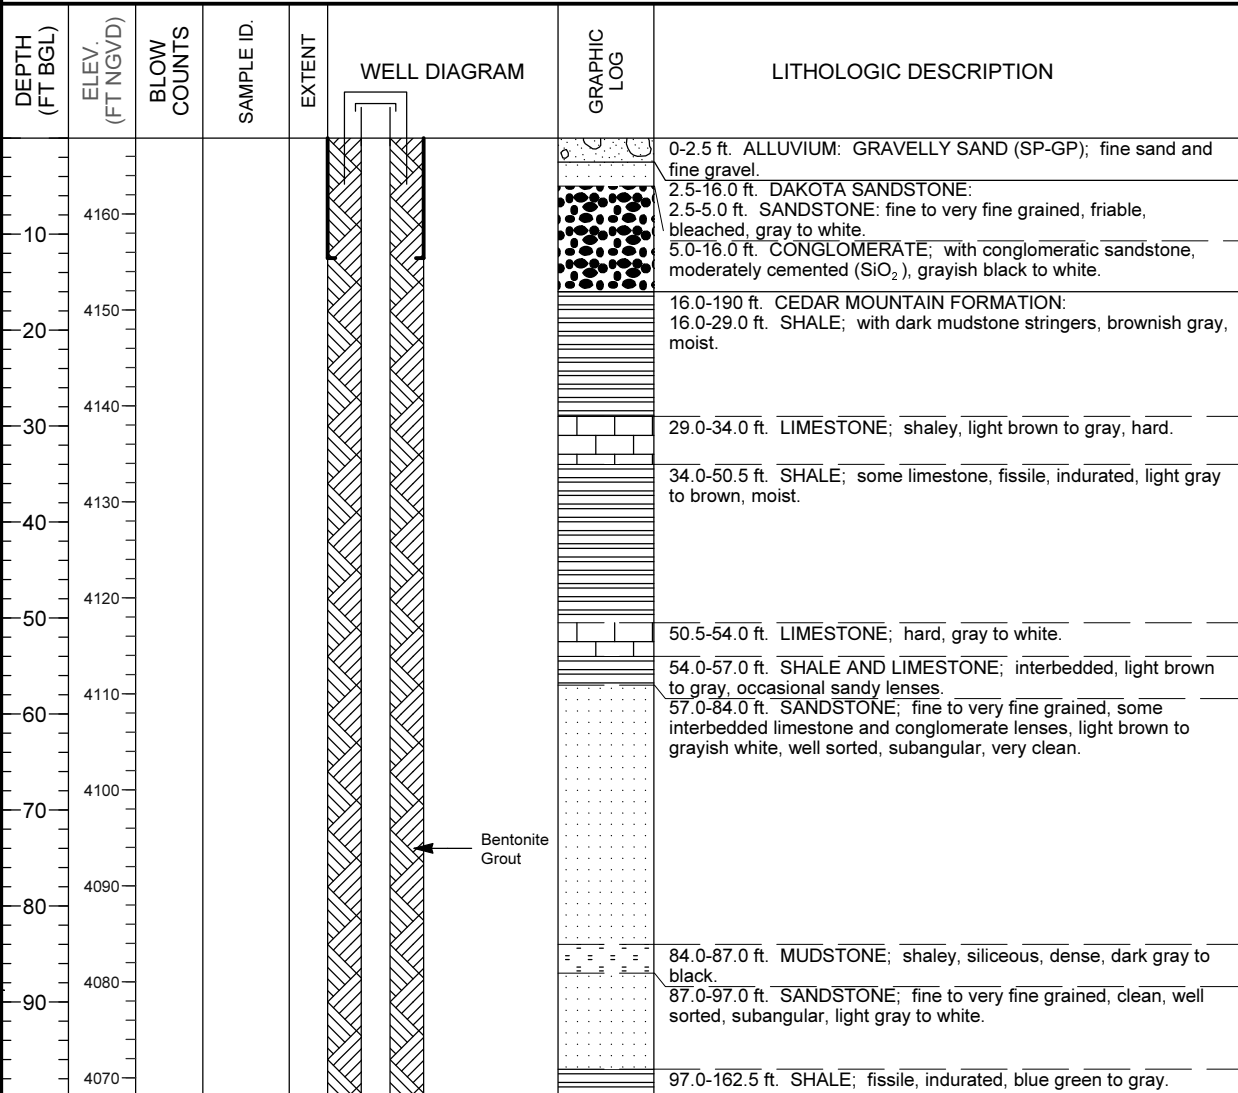 DEPTH
(FT BGL)
ELEV.
(FT NGVD)
BLOW
COUNTS
SAMPLE ID.
EXTENT
WELL DIAGRAM
GRAPHIC
LOG
LITHOLOGIC DESCRIPTION
0-2.5 ft. ALLUVIUM: GRAVELLY SAND (SP-GP); fine sand and
fine gravel.
2.5-16.0 ft. DAKOTA SANDSTONE:
2.5-5.0 ft. SANDSTONE: fine to very fine grained, friable,
bleached, gray to white.
4160
10
5.0-16.0 ft. CONGLOMERATE; with conglomeratic sandstone,
moderately cemented (SiO₂), grayish black to white.
4150
16.0-190 ft. CEDAR MOUNTAIN FORMATION:
16.0-29.0 ft. SHALE; with dark mudstone stringers, brownish gray,
moist.
20
4140
30
29.0-34.0 ft. LIMESTONE; shaley, light brown to gray, hard.
34.0-50.5 ft. SHALE; some limestone, fissile, indurated, light gray
to brown, moist.
4130
40
4120
50
50.5-54.0 ft. LIMESTONE; hard, gray to white.
54.0-57.0 ft. SHALE AND LIMESTONE; interbedded, light brown
to gray, occasional sandy lenses.
4110
60
57.0-84.0 ft. SANDSTONE; fine to very fine grained, some
interbedded limestone and conglomerate lenses, light brown to
grayish white, well sorted, subangular, very clean.
4100
70
Bentonite
Grout
4090
80
84.0-87.0 ft. MUDSTONE; shaley, siliceous, dense, dark gray to
black.
4080
90
87.0-97.0 ft. SANDSTONE; fine to very fine grained, clean, well
sorted, subangular, light gray to white.
4070
97.0-162.5 ft. SHALE; fissile, indurated, blue green to gray.